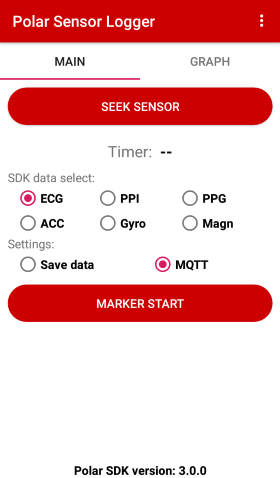 Polar Sensor Logger
MAIN GRAPH
SEEK SENSOR
Timer: --
SDK data select:
ECG PPI PPG
ACC Gyro Magn
Settings:
Save data MQTT
MARKER START
Polar SDK version: 3.0.0